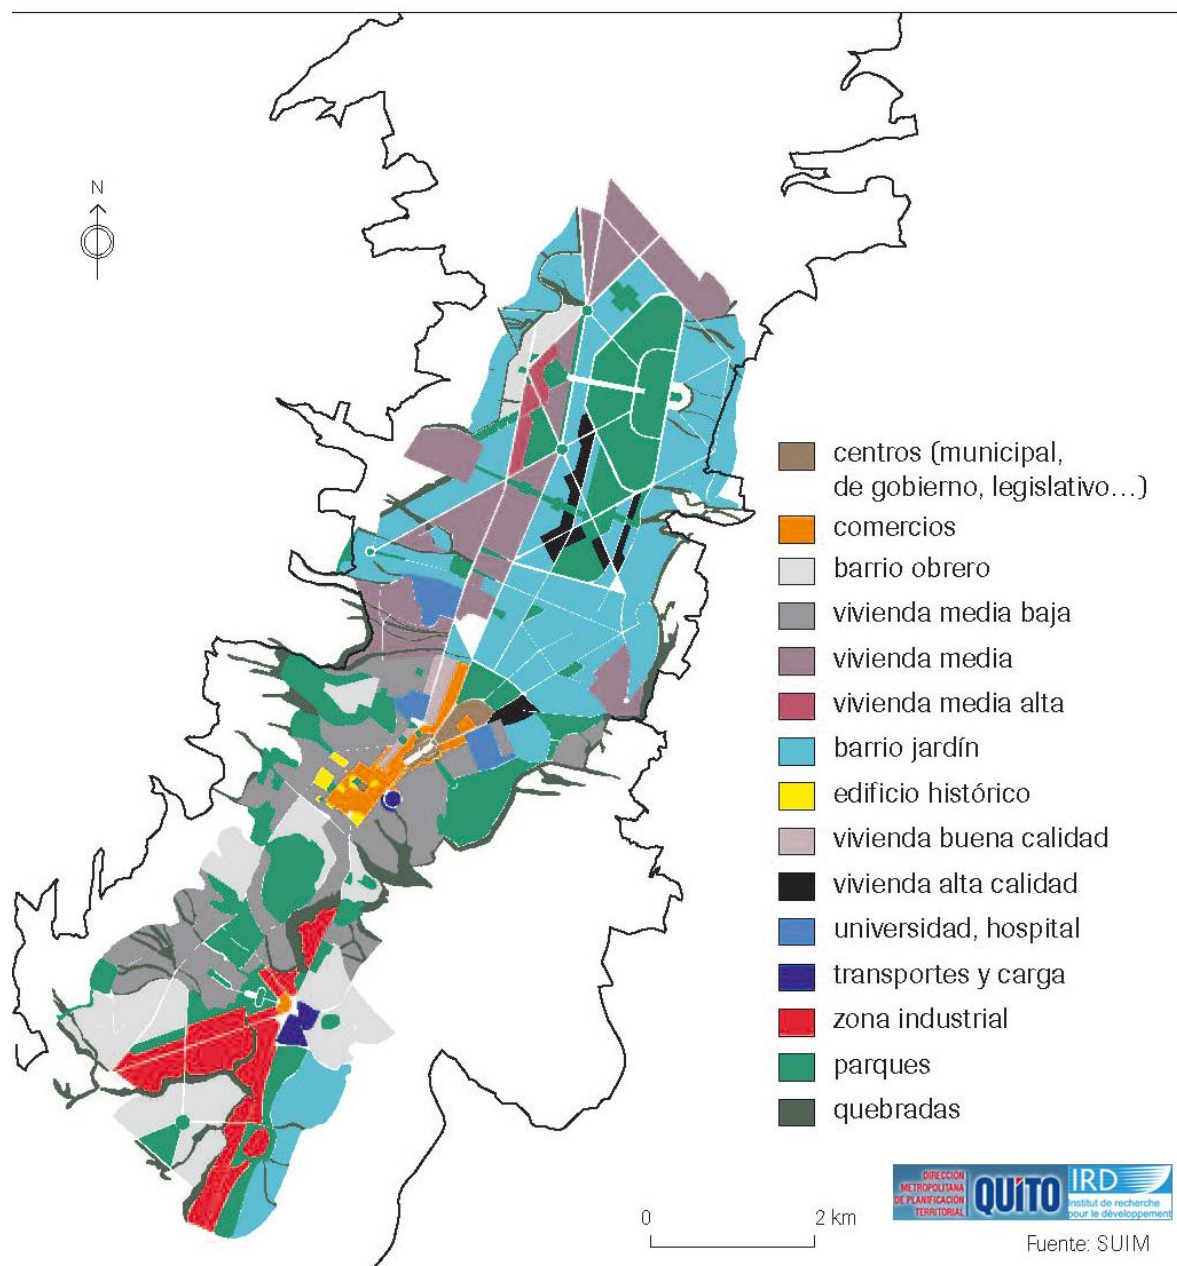 N
centros (municipal,
de gobierno, legislativo...)
comercios
barrio obrero
vivienda media baja
vivienda media
vivienda media alta
barrio jardín
edificio histórico
vivienda buena calidad
vivienda alta calidad
universidad, hospital
transportes y carga
zona industrial
parques
quebradas
DIRECCIÓN
METROPOLITANA
DE PLANIFICACIÓN
TERRITORIAL
QUITO
IRD
Institut de recherche
pour le développement
0 2 km
Fuente: SUIM